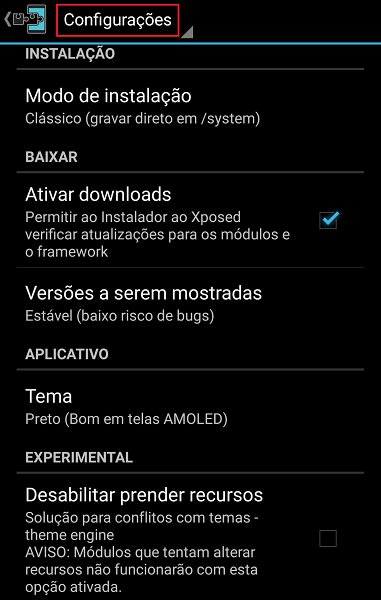 Configurações
INSTALAÇÃO
Modo de instalação
Clássico (gravar direto em /system)
BAIXAR
Ativar downloads
Permitir ao Instalador ao Xposed
verificar atualizações para os módulos e
o framework
Versões a serem mostradas
Estável (baixo risco de bugs)
APLICATIVO
Tema
Preto (Bom em telas AMOLED)
EXPERIMENTAL
Desabilitar prender recursos
Solução para conflitos com temas -
theme engine
AVISO: Módulos que tentam alterar
recursos não funcionarão com esta
opção ativada.